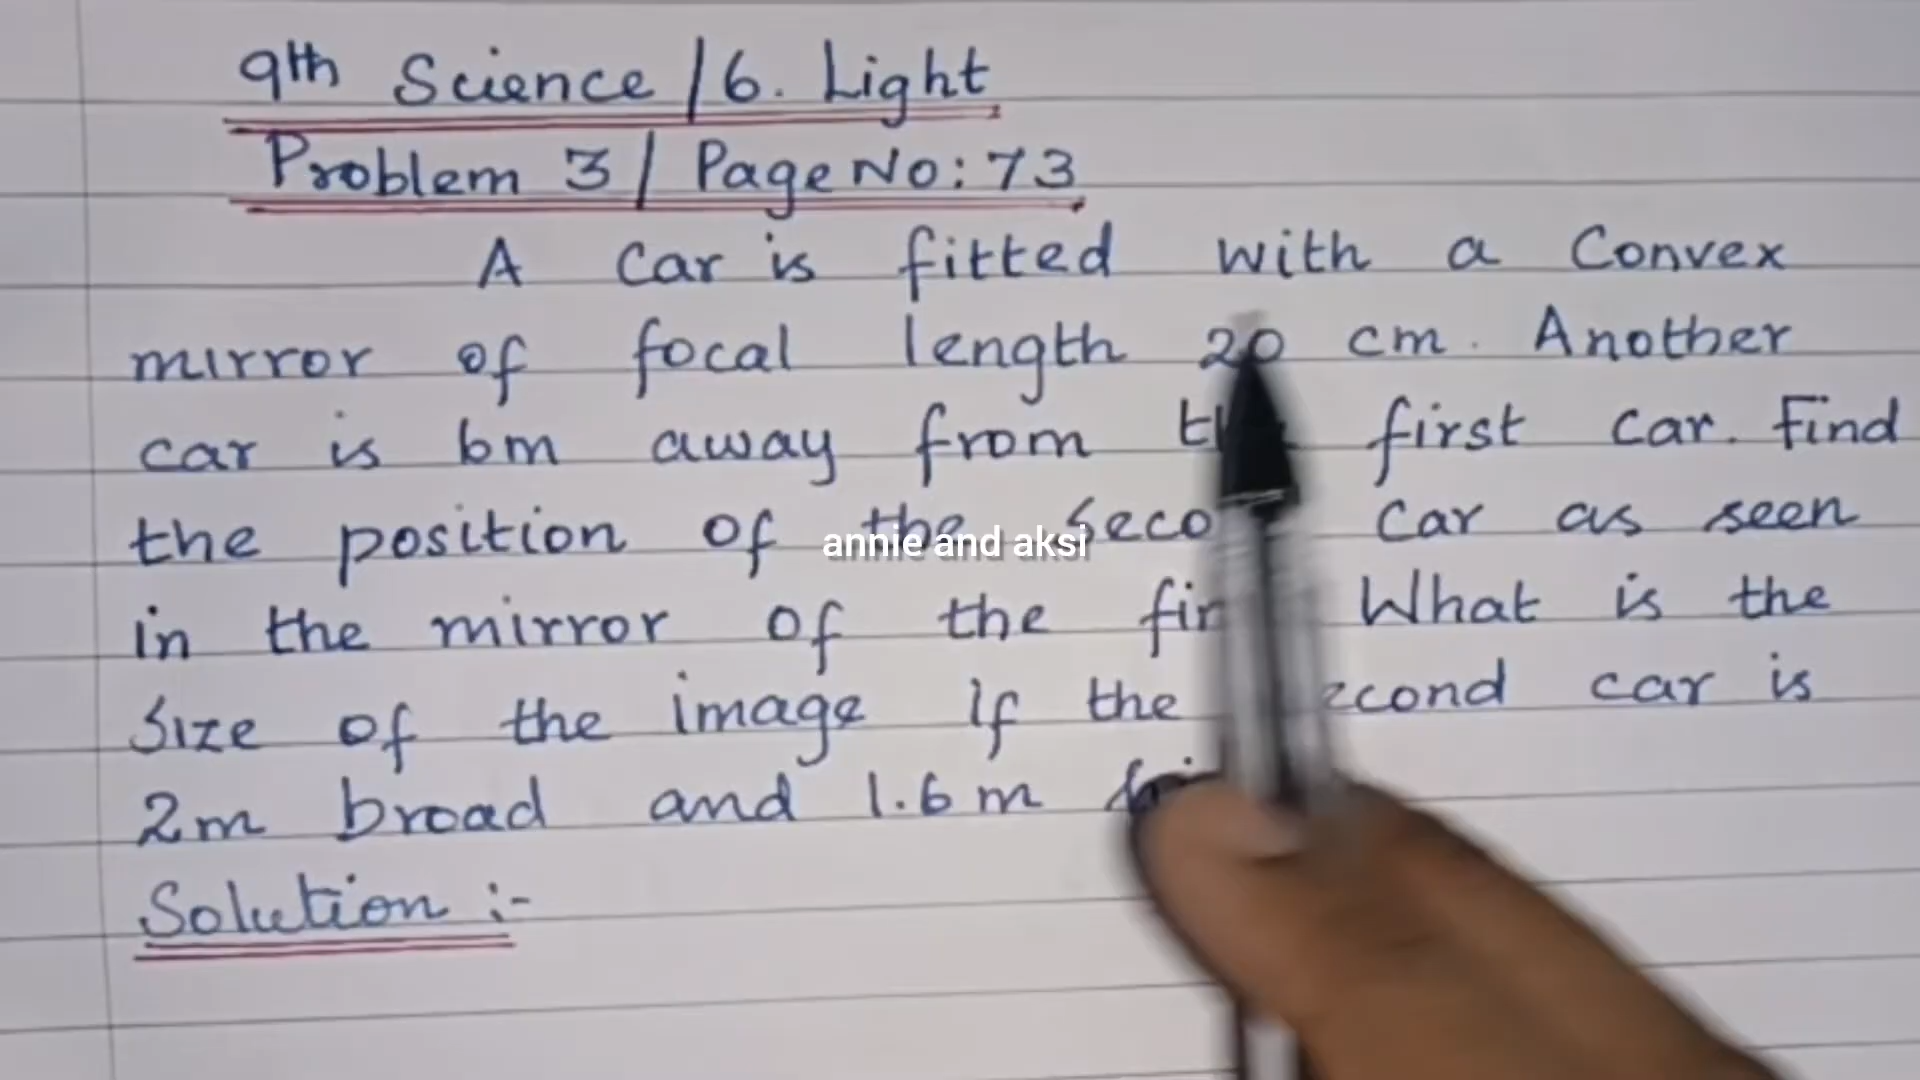 9th Science / 6. Light
Problem 3 / Page No: 73
A car is fitted with a Convex
mirror of focal length 20 cm. Another
car is 6m away from first car. Find
the position of the car as seen
in the mirror of the What is the
Size of the image if the car is
2m broad and 1.6m
Solution :-
annie and aksi